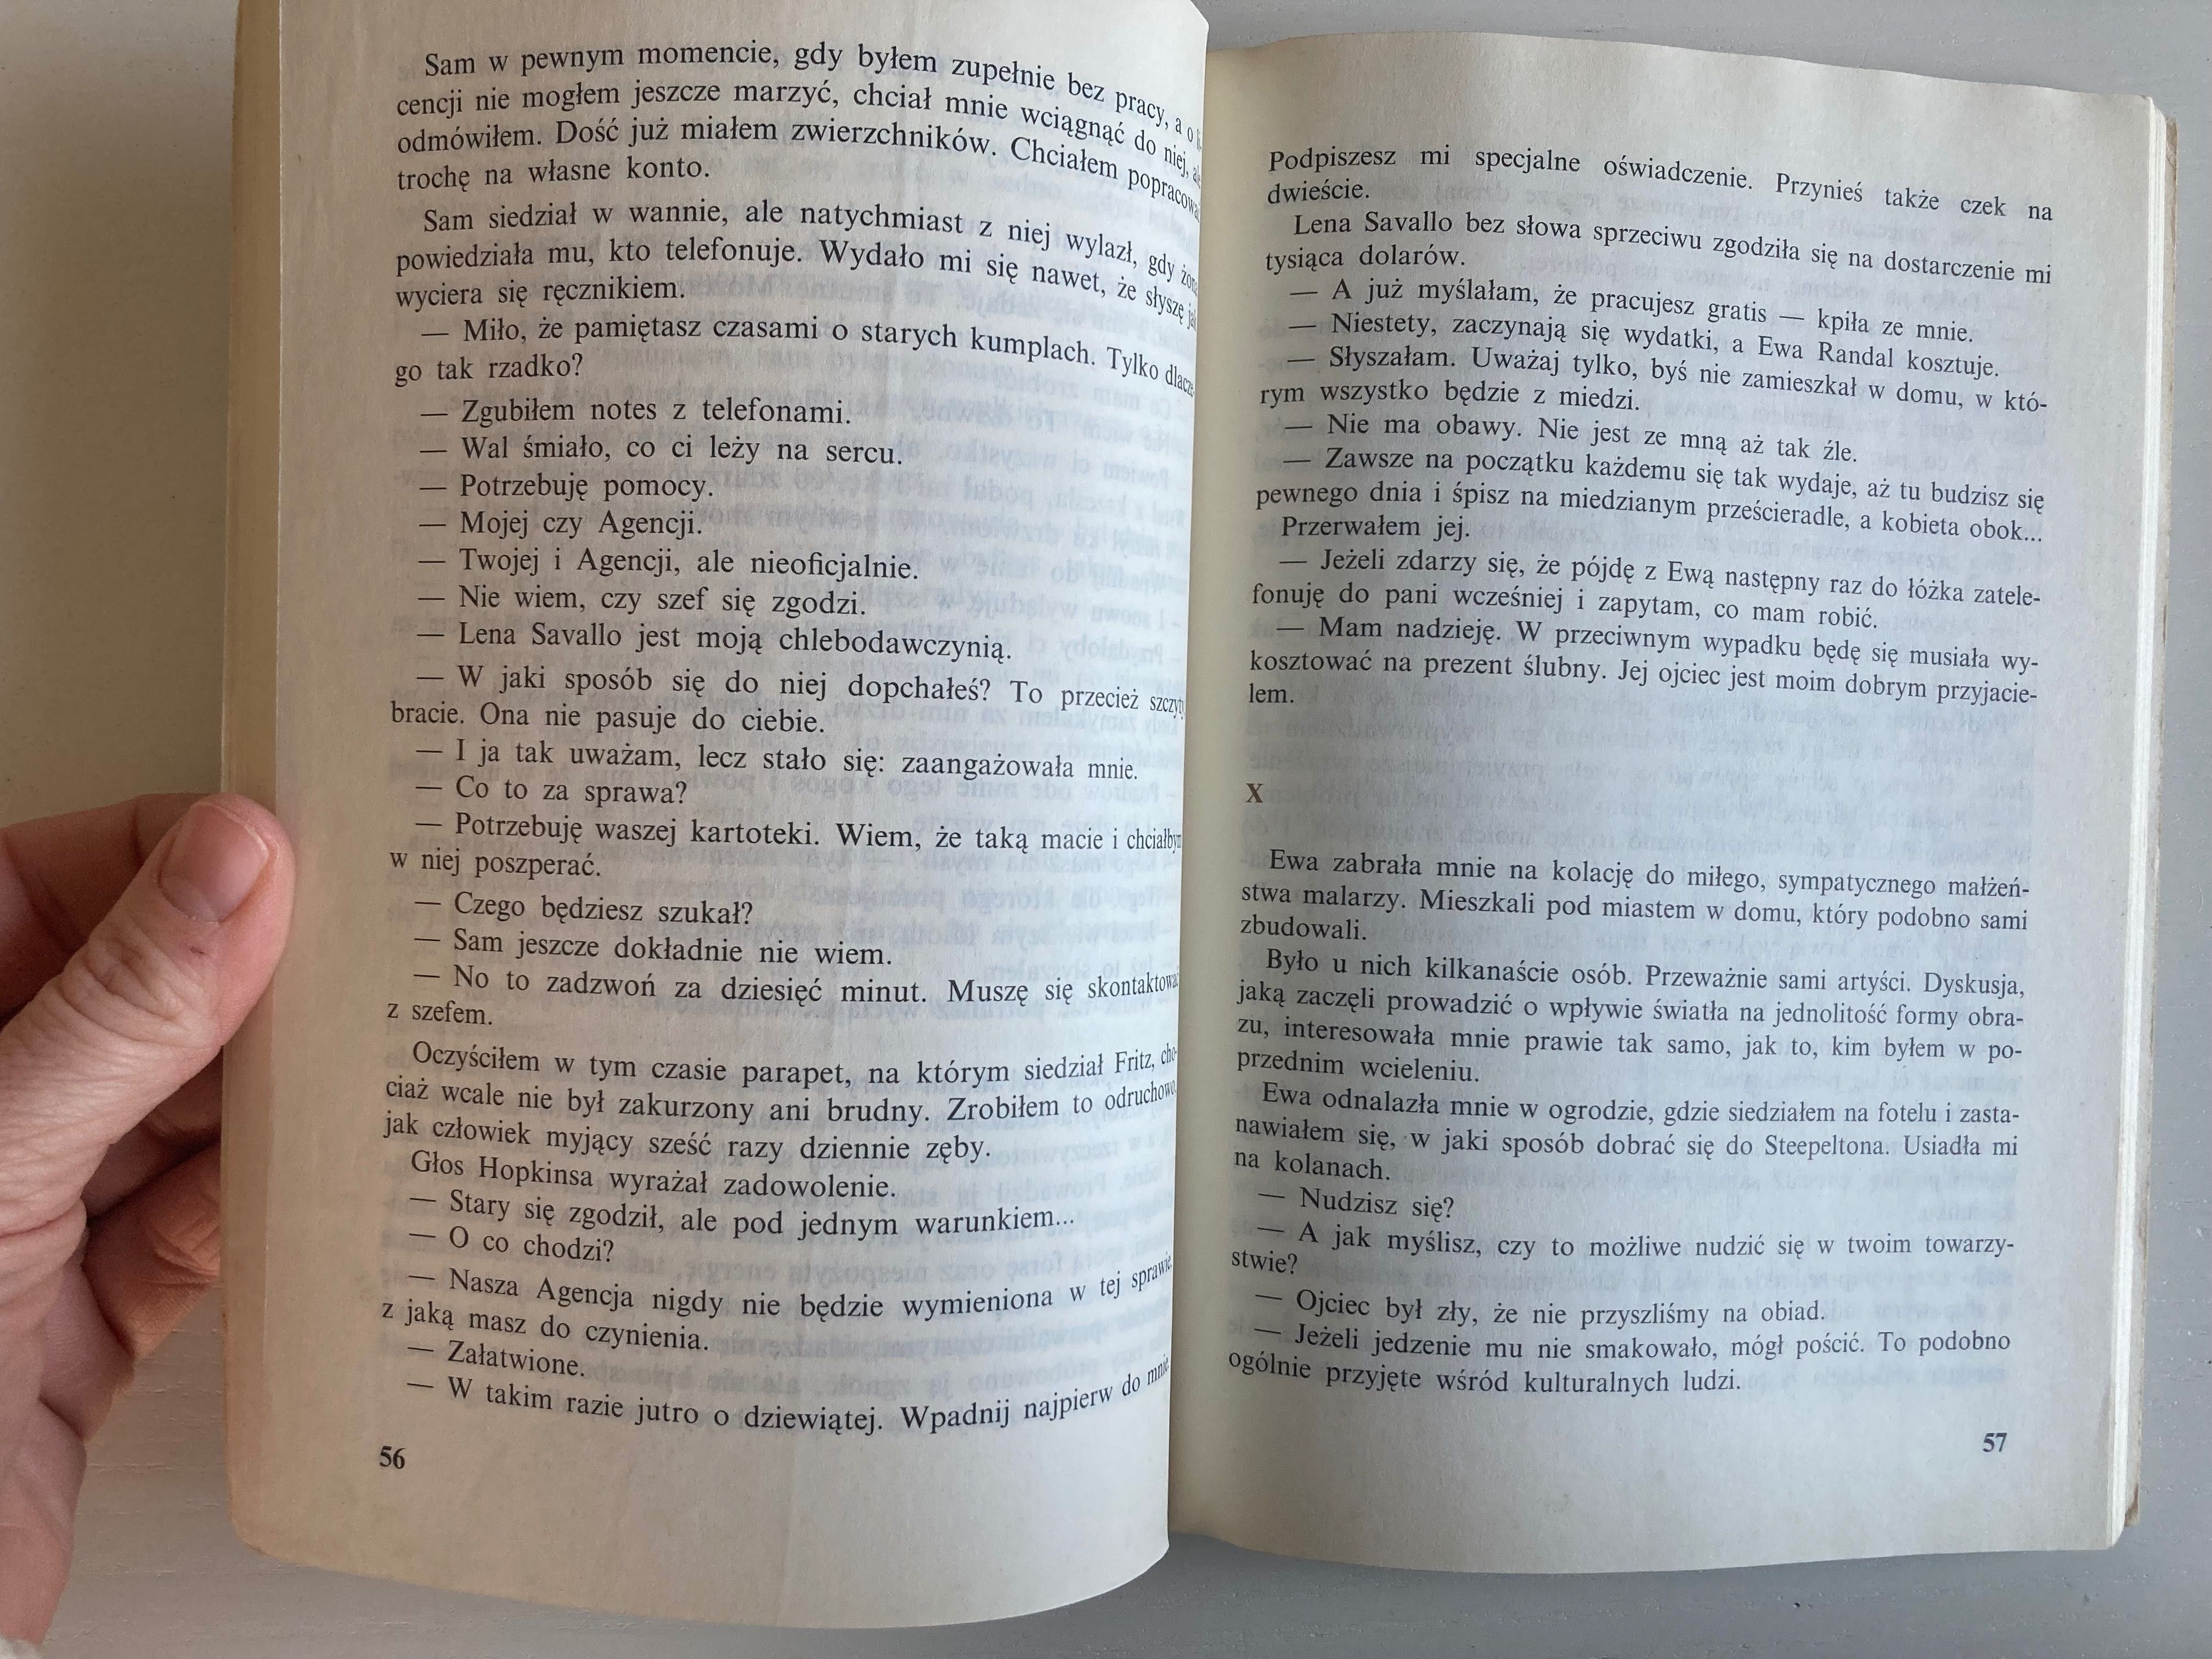 Sam w pewnym momencie, gdy byłem zupełnie bez pracy, a o li-
cencji nie mogłem jeszcze marzyć, chciał mnie wciągnąć do niej, ale
odmówiłem. Dość już miałem zwierzchników. Chciałem popracować
trochę na własne konto.
Sam siedział w wannie, ale natychmiast z niej wylazł, gdy żona
powiedziała mu, kto telefonuje. Wydało mi się nawet, że słyszę jak
wyciera się ręcznikiem.
— Miło, że pamiętasz czasami o starych kumplach. Tylko dlacze-
go tak rzadko?
— Zgubiłem notes z telefonami.
— Wal śmiało, co ci leży na sercu.
— Potrzebuję pomocy.
— Mojej czy Agencji.
— Twojej i Agencji, ale nieoficjalnie.
— Nie wiem, czy szef się zgodzi.
— Lena Savallo jest moją chlebodawczynią.
— W jaki sposób się do niej dopchałeś? To przecież szczyty
bracie. Ona nie pasuje do ciebie.
— I ja tak uważam, lecz stało się: zaangażowała mnie.
— Co to za sprawa?
— Potrzebuję waszej kartoteki. Wiem, że taką macie i chciałbym
w niej poszperać.
— Czego będziesz szukał?
— Sam jeszcze dokładnie nie wiem.
— No to zadzwoń za dziesięć minut. Muszę się skontaktować
z szefem.
Oczyściłem w tym czasie parapet, na którym siedział Fritz, cho-
ciaż wcale nie był zakurzony ani brudny. Zrobiłem to odruchowo,
jak człowiek myjący sześć razy dziennie zęby.
Głos Hopkinsa wyrażał zadowolenie.
— Stary się zgodził, ale pod jednym warunkiem...
— O co chodzi?
— Nasza Agencja nigdy nie będzie wymieniona w tej sprawie,
z jaką masz do czynienia.
— Załatwione.
— W takim razie jutro o dziewiątej. Wpadnij najpierw do mnie.
56
Podpiszesz mi specjalne oświadczenie. Przynieś także czek na
dwieście.
Lena Savallo bez słowa sprzeciwu zgodziła się na dostarczenie mi
tysiąca dolarów.
— A już myślałam, że pracujesz gratis — kpiła ze mnie.
— Niestety, zaczynają się wydatki, a Ewa Randal kosztuje.
— Słyszałam. Uważaj tylko, byś nie zamieszkał w domu, w któ-
rym wszystko będzie z miedzi.
— Nie ma obawy. Nie jest ze mną aż tak źle.
— Zawsze na początku każdemu się tak wydaje, aż tu budzisz się
pewnego dnia i śpisz na miedzianym prześcieradle, a kobieta obok...
Przerwałem jej.
— Jeżeli zdarzy się, że pójdę z Ewą następny raz do łóżka zatele-
fonuję do pani wcześniej i zapytam, co mam robić.
— Mam nadzieję. W przeciwnym wypadku będę się musiała wy-
kosztować na prezent ślubny. Jej ojciec jest moim dobrym przyjacie-
lem.
X
Ewa zabrała mnie na kolację do miłego, sympatycznego małżeń-
stwa malarzy. Mieszkali pod miastem w domu, który podobno sami
zbudowali.
Było u nich kilkanaście osób. Przeważnie sami artyści. Dyskusja,
jaką zaczęli prowadzić o wpływie światła na jednolitość formy obra-
zu, interesowała mnie prawie tak samo, jak to, kim byłem w po-
przednim wcieleniu.
Ewa odnalazła mnie w ogrodzie, gdzie siedziałem na fotelu i zasta-
nawiałem się, w jaki sposób dobrać się do Steepeltona. Usiadła mi
na kolanach.
— Nudzisz się?
— A jak myślisz, czy to możliwe nudzić się w twoim towarzy-
stwie?
— Ojciec był zły, że nie przyszliśmy na obiad.
— Jeżeli jedzenie mu nie smakowało, mógł pościć. To podobno
ogólnie przyjęte wśród kulturalnych ludzi.
57